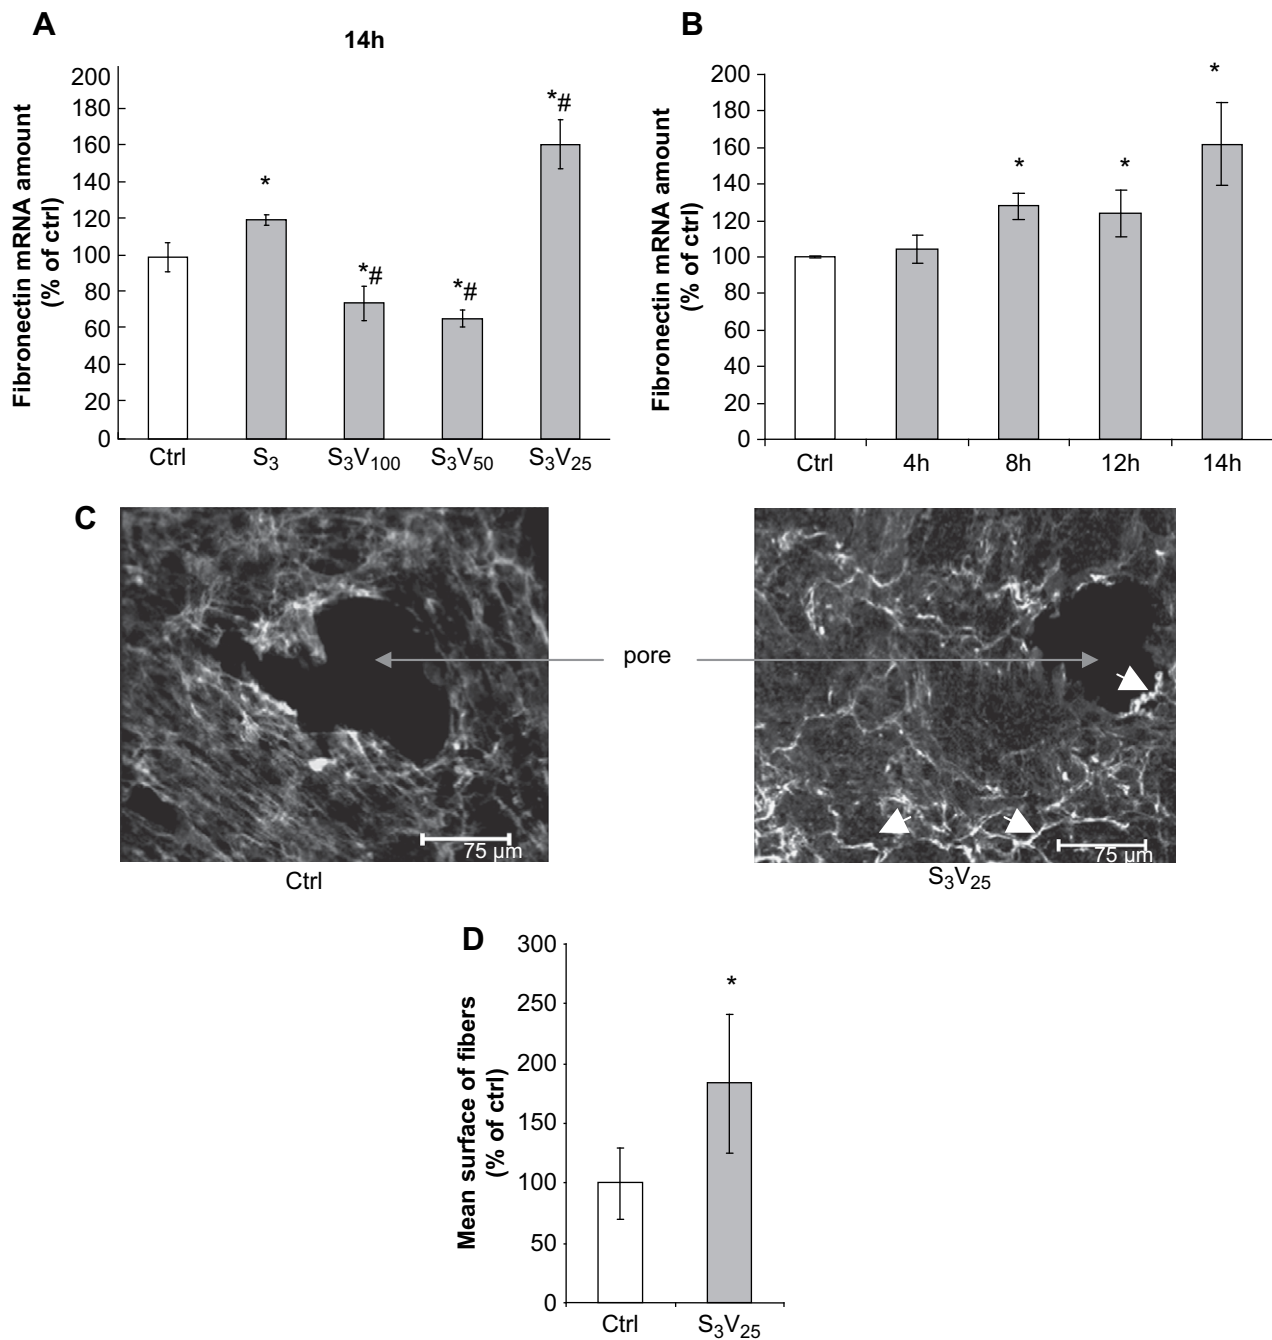 A
14h
Fibronectin mRNA amount
(% of ctrl)
200
180
160
140
120
100
80
60
40
20
0
*
*#
*#
*#
Ctrl S3 S3V100 S3V50 S3V25
B
Fibronectin mRNA amount
(% of ctrl)
200
180
160
140
120
100
80
60
40
20
0
*
*
*
Ctrl 4h 8h 12h 14h
C
pore
75 µm
75 µm
Ctrl
S3V25
D
Mean surface of fibers
(% of ctrl)
300
250
200
150
100
50
0
*
Ctrl S3V25